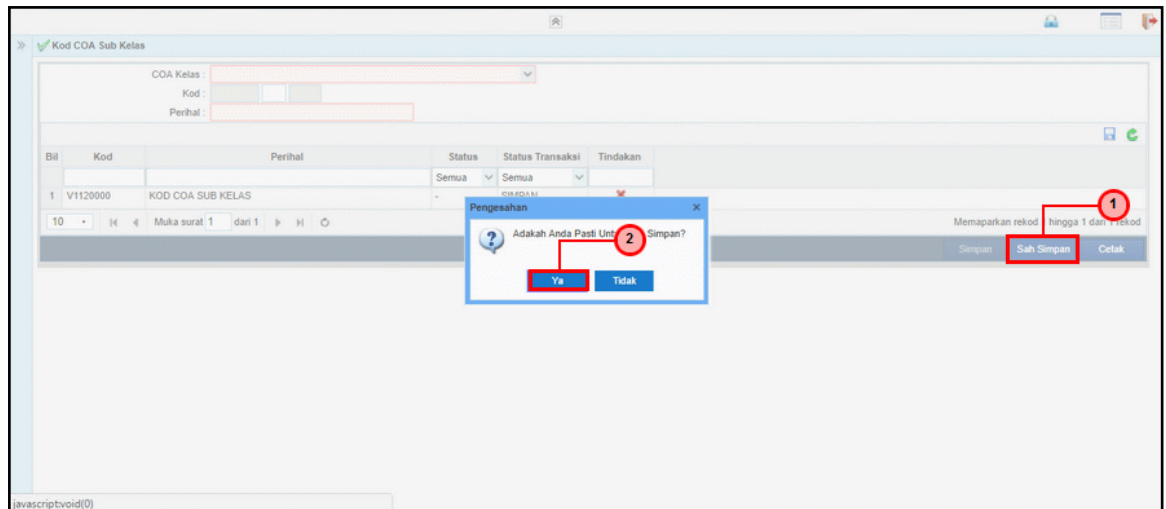 Kod COA Sub Kelas
COA Kelas :
Kod :
Perihal :
Bil Kod Perihal Status Status Transaksi Tindakan
Semua Semua
1 V1120000 KOD COA SUB KELAS - SIMPAN
10 Muka surat 1 dari 1 Memaparkan rekod hingga 1 dari 1 rekod
1
Pengesahan
Adakah Anda Pasti Simpan?
2
Ya Tidak
Simpan Sah Simpan Cetak
javascript:void(0)